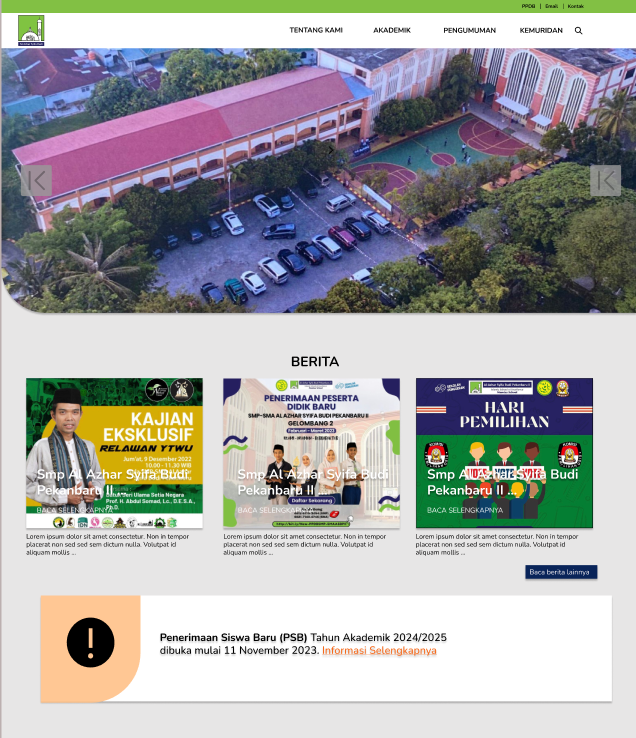 PPDB | Email | Kontak
TENTANG KAMI AKADEMIK PENGUMUMAN KEMURIDAN
BERITA
KAJIAN
EKSKLUSIF
RELAWAN YTWU
Jum'at, 9 Desember 2022
10.00 - 11.30 WIB
Smp Al Azhar Syifa Budi
Pekanbaru II ...
Utama Setia Negara
Prof. H. Abdul Somad, Lc., D.E.S.A.,
Ph.D.
BACA SELENGKAPNYA
Lorem ipsum dolor sit amet consectetur. Non in tempor
placerat non sed sed sem dictum nulla. Volutpat id
aliquam mollis ...
PENERIMAAN PESERTA
DIDIK BARU
SMP-SMA AL AZHAR SYIFA BUDI PEKANBARU II
GELOMBANG 2
Februari - Maret 2023
Smp Al Azhar Syifa Budi
Pekanbaru II ...
BACA SELENGKAPNYA
Daftar Sekarang
Lorem ipsum dolor sit amet consectetur. Non in tempor
placerat non sed sed sem dictum nulla. Volutpat id
aliquam mollis ...
HARI
PEMILIHAN
Smp Al Azhar Syifa Budi
Pekanbaru II ...
BACA SELENGKAPNYA
Lorem ipsum dolor sit amet consectetur. Non in tempor
placerat non sed sed sem dictum nulla. Volutpat id
aliquam mollis ...
Baca berita lainnya
Penerimaan Siswa Baru (PSB) Tahun Akademik 2024/2025
dibuka mulai 11 November 2023. Informasi Selengkapnya